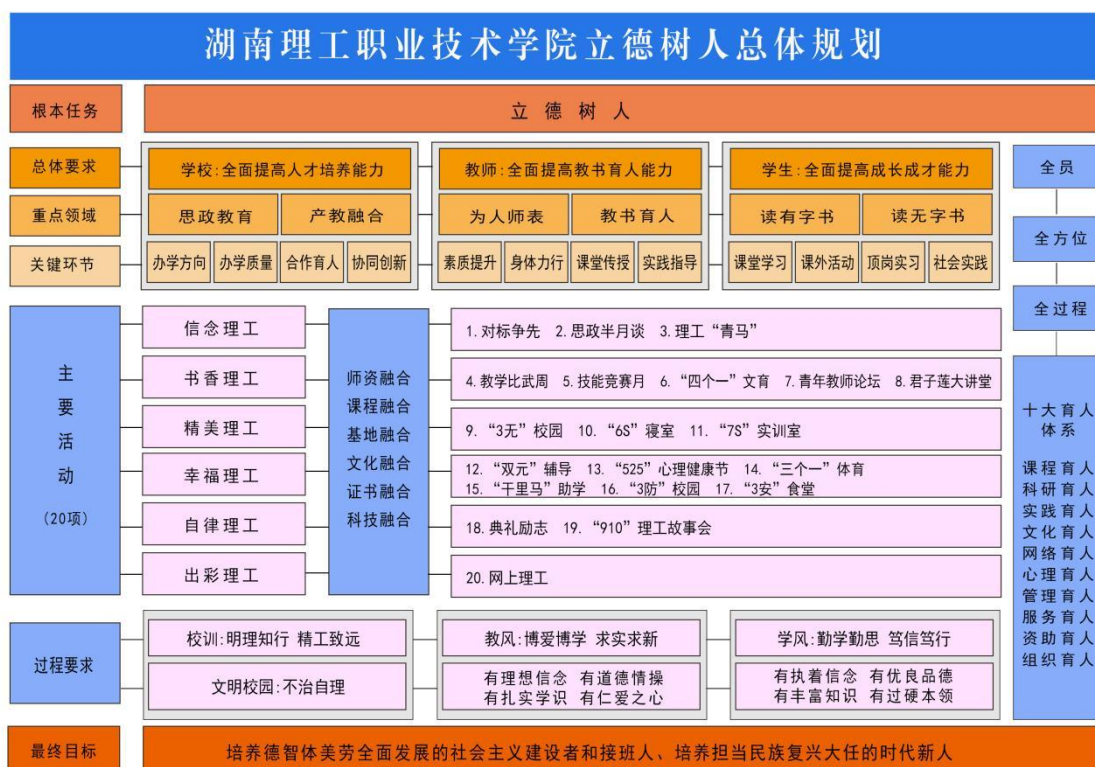 湖南理工职业技术学院立德树人总体规划
根本任务
立德树人
总体要求
学校:全面提高人才培养能力
教师:全面提高教书育人能力
学生:全面提高成长成才能力
重点领域
思政教育
产教融合
为人师表
教书育人
读有字书
读无字书
关键环节
办学方向
办学质量
合作育人
协同创新
素质提升
身体力行
课堂传授
实践指导
课堂学习
课外活动
顶岗实习
社会实践
全员
全方位
全过程
主要活动
(20项)
信念理工
书香理工
精美理工
幸福理工
自律理工
出彩理工
师资融合
课程融合
基地融合
文化融合
证书融合
科技融合
1. 对标争先 2. 思政半月谈 3. 理工“青马”
4. 教学比武周 5. 技能竞赛月 6. “四个一”文育 7. 青年教师论坛 8. 君子莲大讲堂
9. “3无”校园 10. “6S”寝室 11. “7S”实训室
12. “双元”辅导 13. “525”心理健康节 14. “三个一”体育
15. “千里马”助学 16. “3防”校园 17. “3安”食堂
18. 典礼励志 19. “910”理工故事会
20. 网上理工
十大育人
体系
课程育人
科研育人
实践育人
文化育人
网络育人
心理育人
管理育人
服务育人
资助育人
组织育人
过程要求
校训:明理知行 精工致远
教风:博爱博学 求实求新
学风:勤学勤思 笃信笃行
文明校园:不治自理
有理想信念 有道德情操
有扎实学识 有仁爱之心
有执着信念 有优良品德
有丰富知识 有过硬本领
最终目标
培养德智体美劳全面发展的社会主义建设者和接班人、培养担当民族复兴大任的时代新人